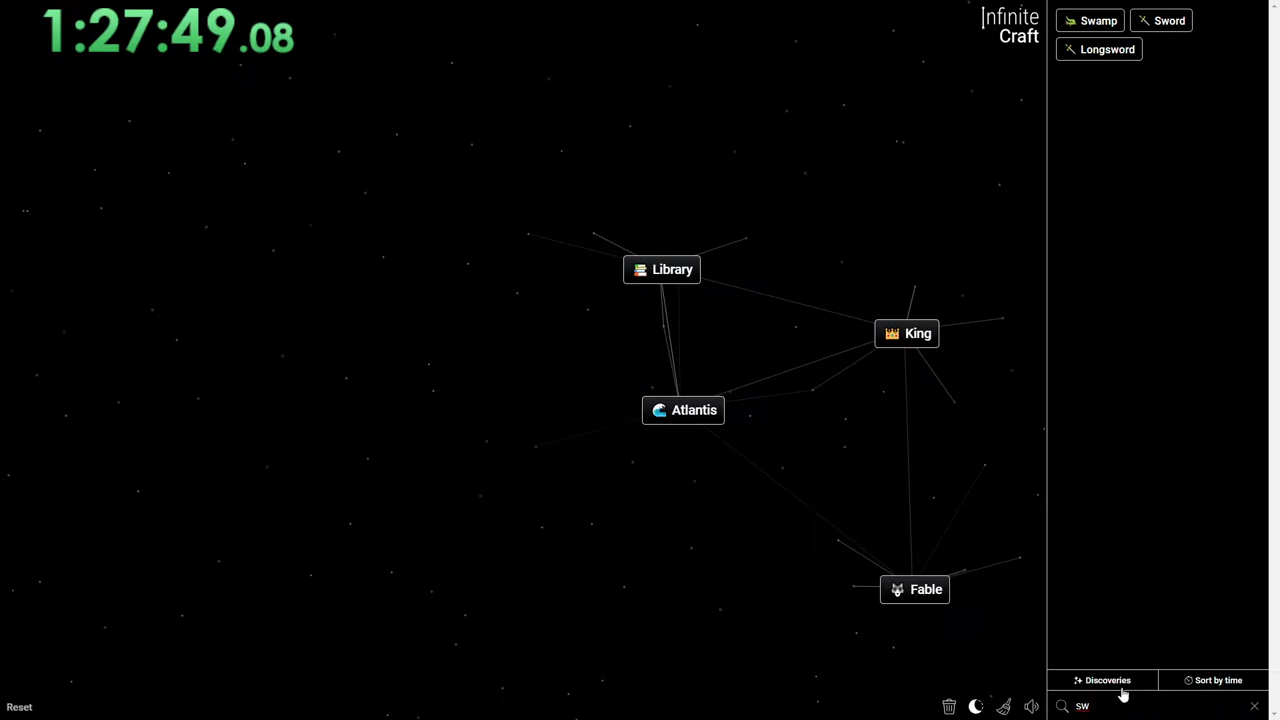 1:27:49.08
Infinite
Craft
Swamp
Sword
Longsword
Library
King
Atlantis
Fable
Discoveries
Sort by time
Reset
sw